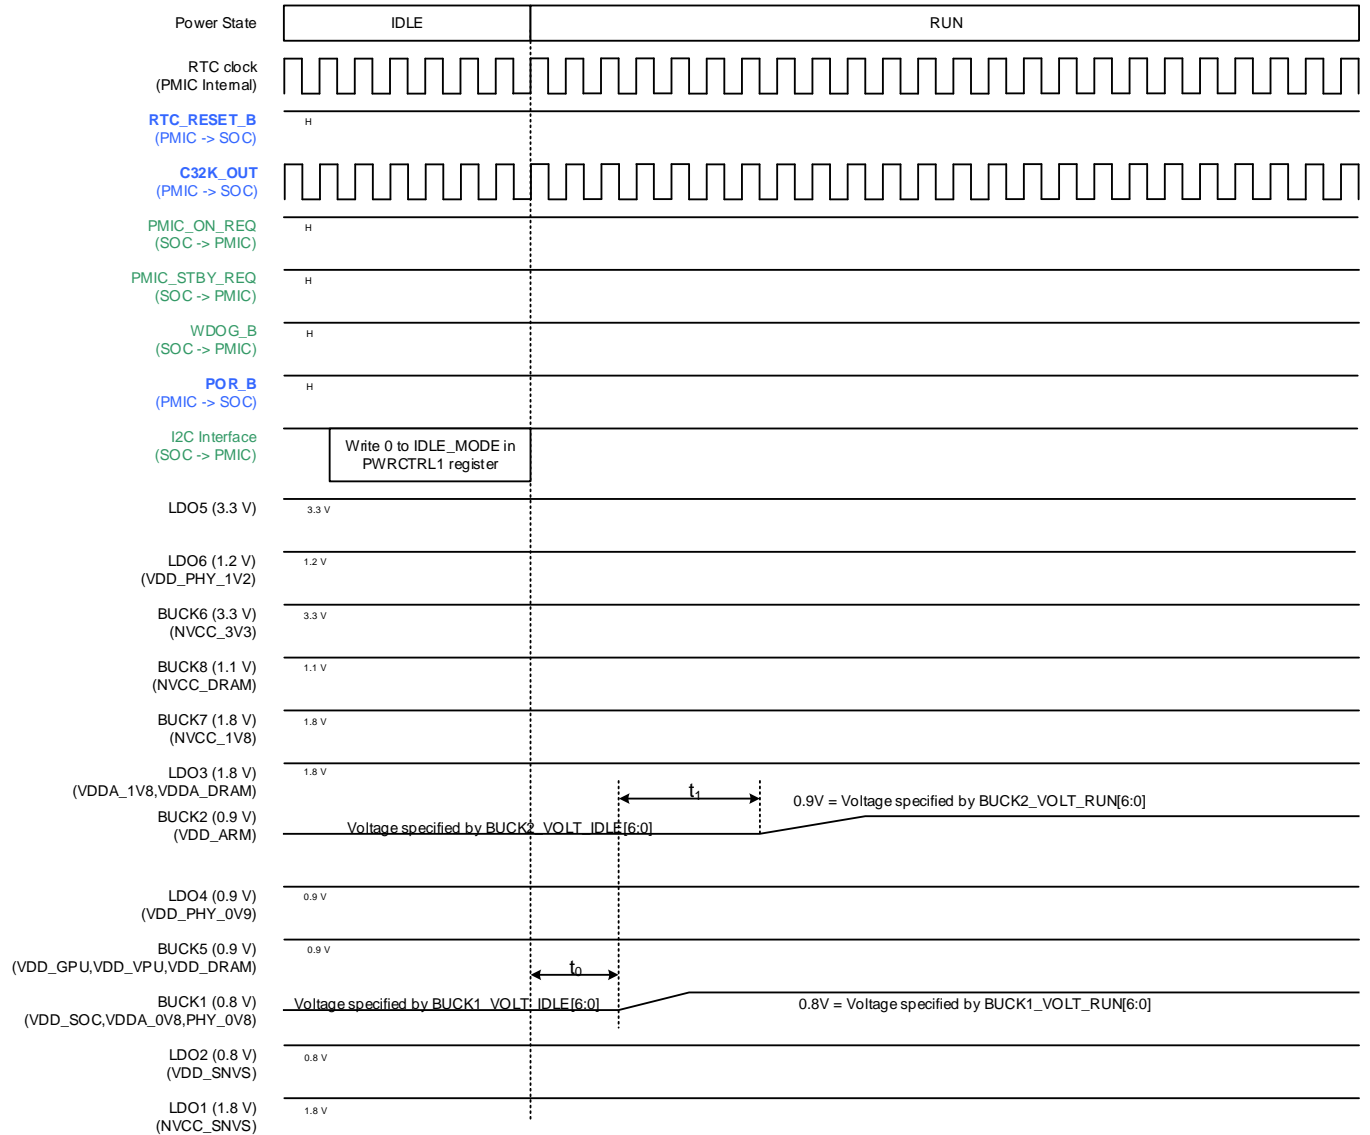 Power State IDLE RUN
RTC clock
(PMIC Internal)
RTC_RESET_B
(PMIC -> SOC)
H
C32K_OUT
(PMIC -> SOC)
PMIC_ON_REQ
(SOC -> PMIC)
H
PMIC_STBY_REQ
(SOC -> PMIC)
H
WDOG_B
(SOC -> PMIC)
H
POR_B
(PMIC -> SOC)
H
I2C Interface
(SOC -> PMIC)
Write 0 to IDLE_MODE in
PWRCTRL1 register
LDO5 (3.3 V)
3.3 V
LDO6 (1.2 V)
(VDD_PHY_1V2)
1.2 V
BUCK6 (3.3 V)
(NVCC_3V3)
3.3 V
BUCK8 (1.1 V)
(NVCC_DRAM)
1.1 V
BUCK7 (1.8 V)
(NVCC_1V8)
1.8 V
LDO3 (1.8 V)
(VDDA_1V8,VDDA_DRAM)
1.8 V
t1
BUCK2 (0.9 V)
(VDD_ARM)
Voltage specified by BUCK2_VOLT_IDLE[6:0]
0.9V = Voltage specified by BUCK2_VOLT_RUN[6:0]
LDO4 (0.9 V)
(VDD_PHY_0V9)
0.9 V
BUCK5 (0.9 V)
(VDD_GPU,VDD_VPU,VDD_DRAM)
0.9 V
t0
BUCK1 (0.8 V)
(VDD_SOC,VDDA_0V8,PHY_0V8)
Voltage specified by BUCK1_VOLT_IDLE[6:0]
0.8V = Voltage specified by BUCK1_VOLT_RUN[6:0]
LDO2 (0.8 V)
(VDD_SNVS)
0.8 V
LDO1 (1.8 V)
(NVCC_SNVS)
1.8 V